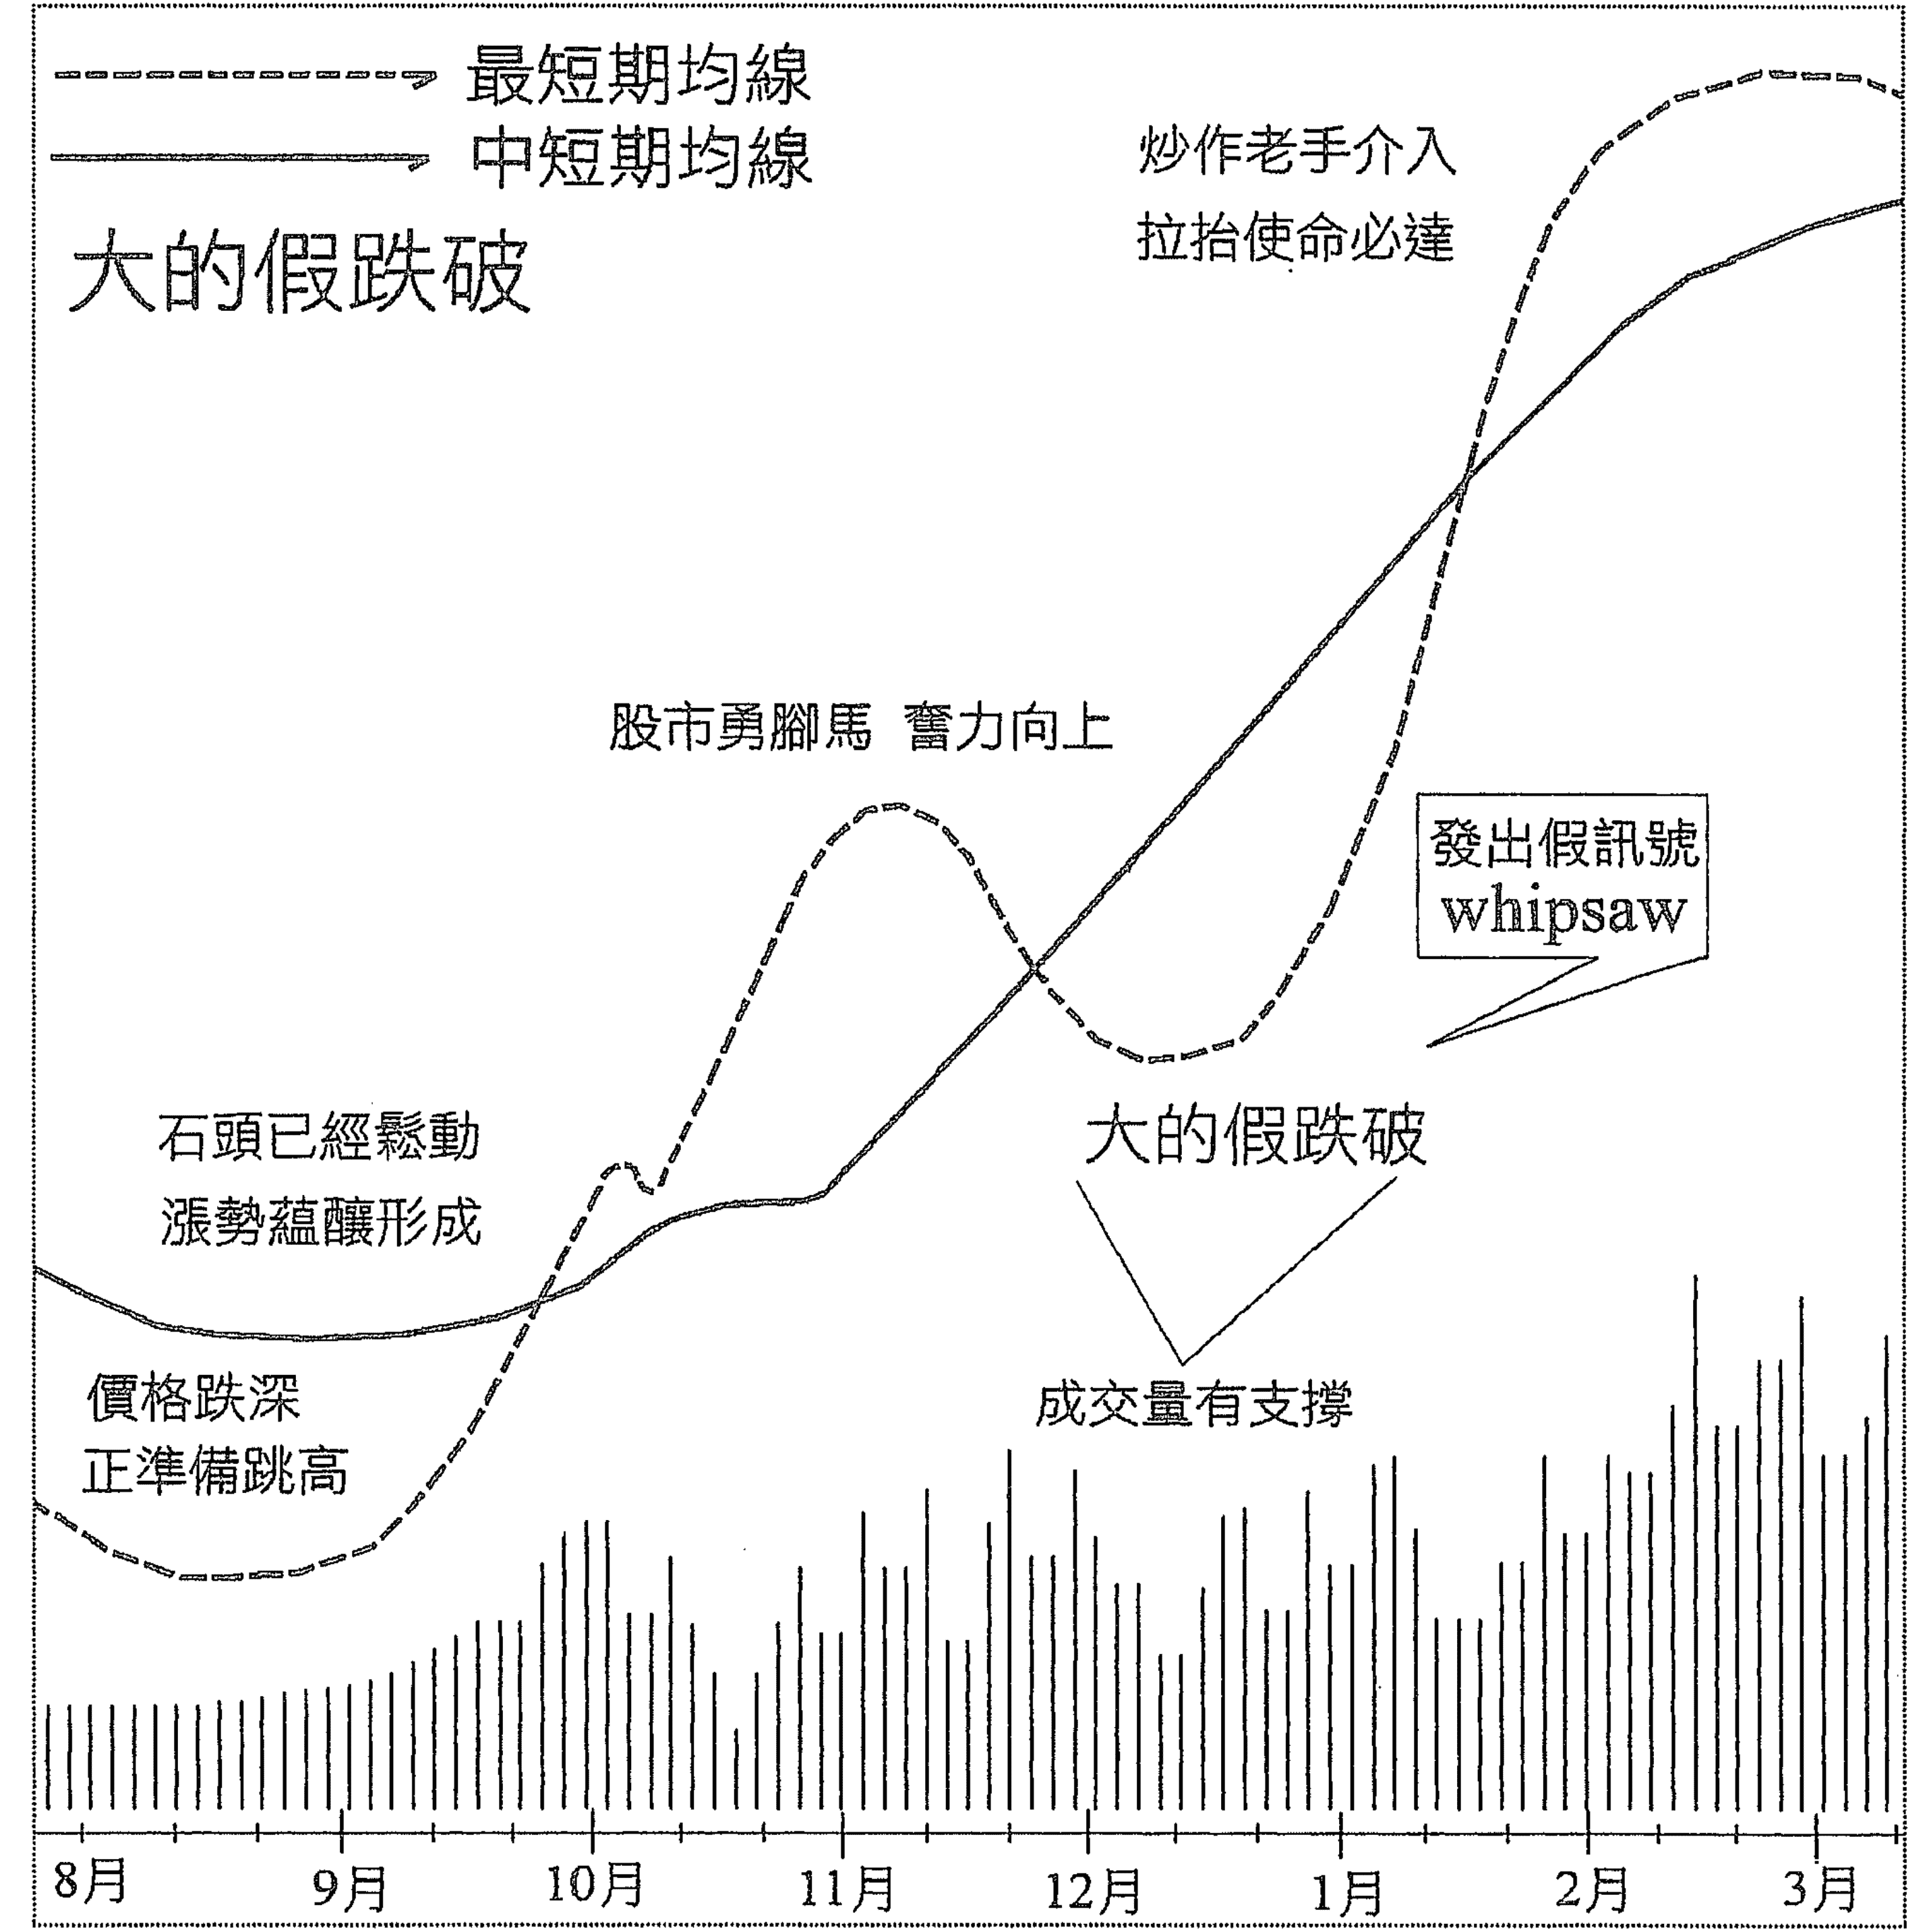 最短期均線
中短期均線
大的假跌破
炒作老手介入
拉抬使命必達
股市勇腳馬 奮力向上
發出假訊號
whipsaw
大的假跌破
石頭已經鬆動
漲勢蘊釀形成
價格跌深
正準備跳高
成交量有支撐
8月 9月 10月 11月 12月 1月 2月 3月